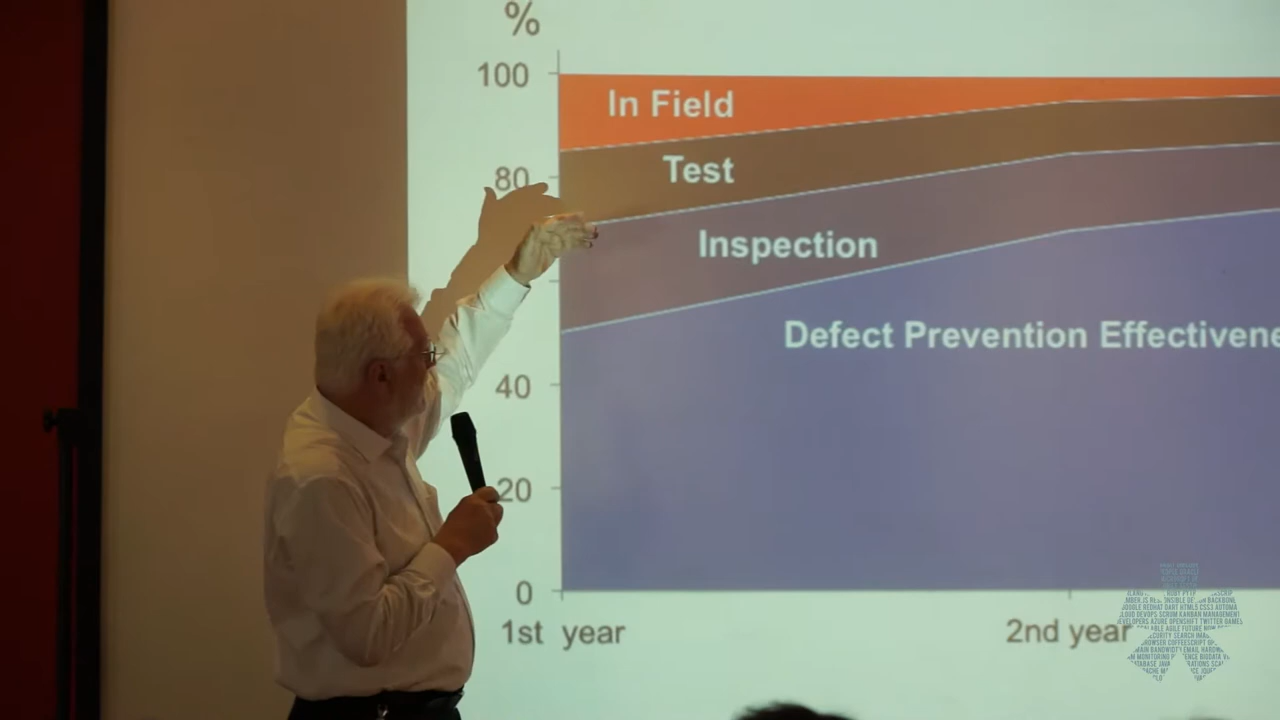 %
100
In Field
Test
80
Inspection
Defect Prevention Effectivene
40
20
0
1st year
2nd year